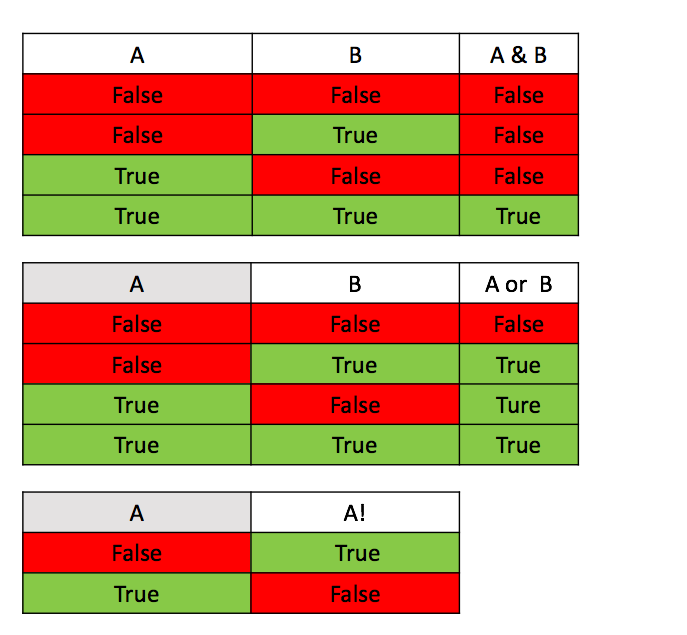 A B A & B
False False False
False True False
True False False
True True True
A B A or B
False False False
False True True
True False Ture
True True True
A A!
False True
True False